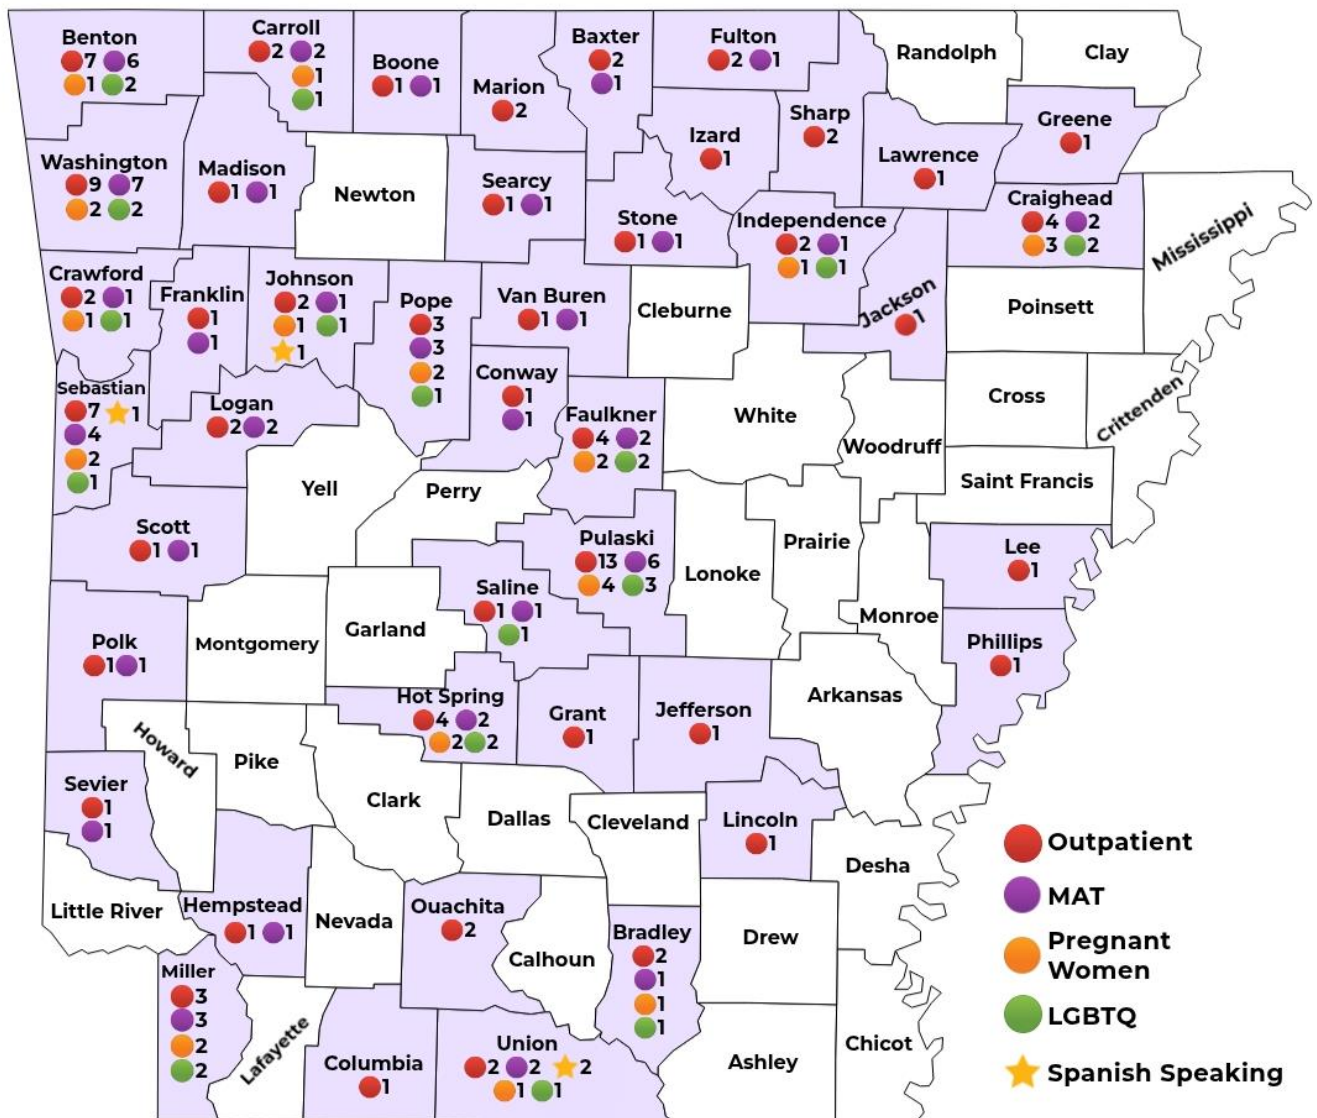 Benton
7 6
1 2
Carroll
2 2
1
1
Boone
1 1
Marion
2
Baxter
2
1
Fulton
2 1
Randolph
Clay
Washington
9 7
2 2
Madison
1 1
Newton
Searcy
1 1
Stone
1 1
Izard
1
Sharp
2
Lawrence
1
Greene
1
Independence
2 1
1 1
Craighead
4 2
3 2
Mississippi
Crawford
2 1
1 1
Franklin
1
1
Johnson
2 1
1 1
1
Pope
3
3
2
1
Van Buren
1 1
Cleburne
Jackson
1
Poinsett
Sebastian
7 1
4
2
1
Logan
2 2
Conway
1
1
Faulkner
4 2
2 2
White
Woodruff
Cross
Crittenden
Saint Francis
Scott
1 1
Yell
Perry
Pulaski
13 6
4 3
Lonoke
Prairie
Monroe
Lee
1
Phillips
1
Polk
1 1
Montgomery
Garland
Saline
1 1
1
Hot Spring
4 2
2 2
Grant
1
Jefferson
1
Arkansas
Howard
Pike
Clark
Dallas
Cleveland
Lincoln
1
Desha
Sevier
1
1
Little River
Hempstead
1 1
Nevada
Ouachita
2
Calhoun
Bradley
2
1
1
1
Drew
Miller
3
3
2
2
Lafayette
Columbia
1
Union
2 2 2
1 1
Ashley
Chicot
Outpatient
MAT
Pregnant
Women
LGBTQ
Spanish Speaking